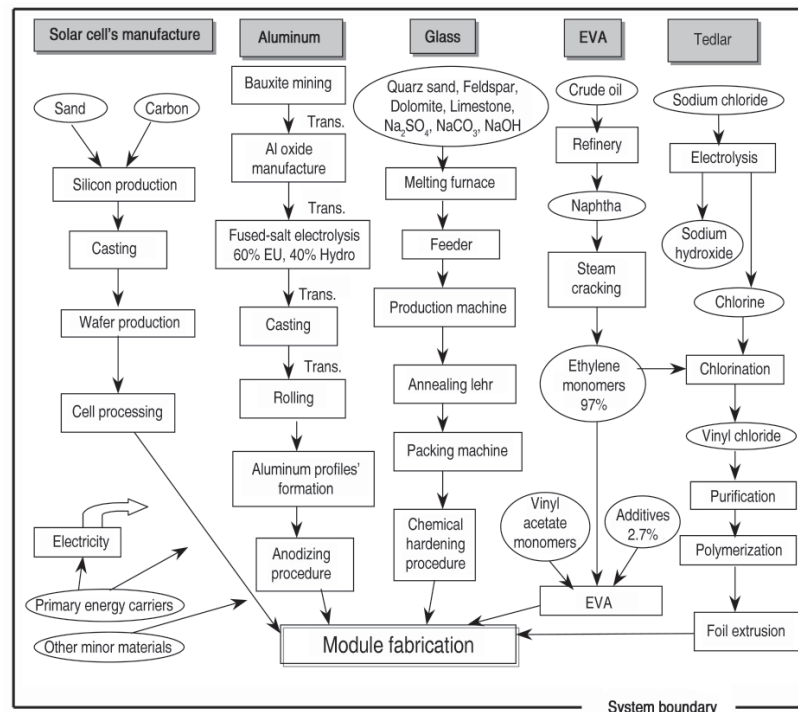 Solar cell's manufacture
Aluminum
Glass
EVA
Tedlar
Sand
Carbon
Silicon production
Casting
Wafer production
Cell processing
Electricity
Primary energy carriers
Other minor materials
Bauxite mining
Trans.
Al oxide
manufacture
Trans.
Fused-salt electrolysis
60% EU, 40% Hydro
Trans.
Casting
Trans.
Rolling
Aluminum profiles'
formation
Anodizing
procedure
Quarz sand, Feldspar,
Dolomite, Limestone,
Na2SO4, NaCO3, NaOH
Melting furnace
Feeder
Production machine
Annealing lehr
Packing machine
Chemical
hardening
procedure
Crude oil
Refinery
Naphtha
Steam
cracking
Ethylene
monomers
97%
Vinyl
acetate
monomers
Additives
2.7%
EVA
Sodium chloride
Electrolysis
Sodium
hydroxide
Chlorine
Chlorination
Vinyl chloride
Purification
Polymerization
Foil extrusion
Module fabrication
System boundary